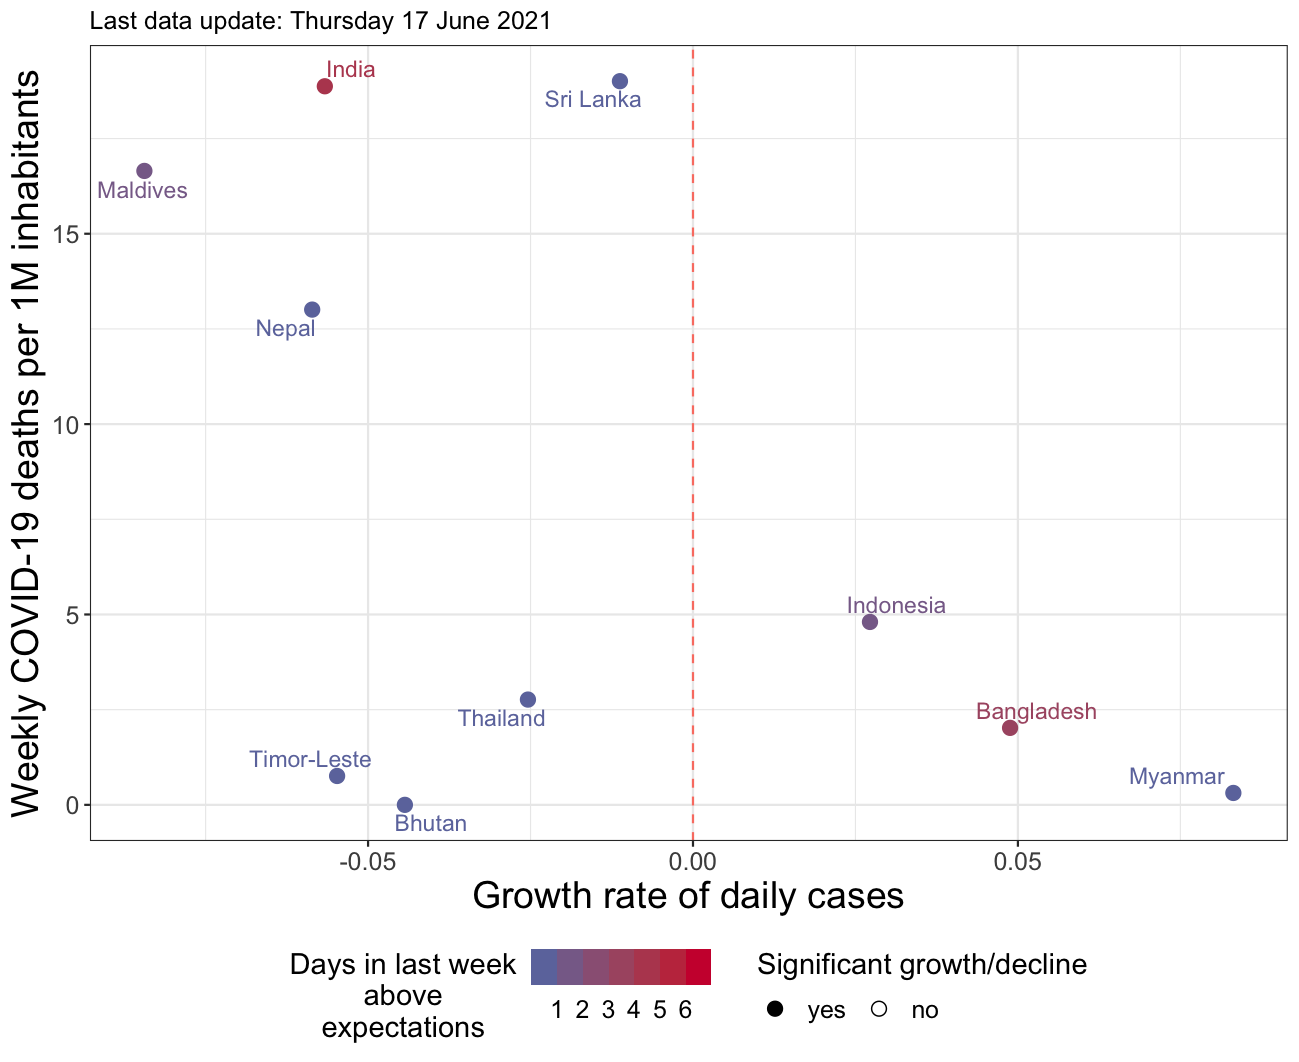 Last data update: Thursday 17 June 2021
Weekly COVID-19 deaths per 1M inhabitants
India
Sri Lanka
Maldives
15
Nepal
10
Indonesia
5
Bangladesh
Thailand
Timor-Leste
Myanmar
0
Bhutan
-0.05 0.00 0.05
Growth rate of daily cases
Days in last week
above
expectations
1 2 3 4 5 6
Significant growth/decline
yes no